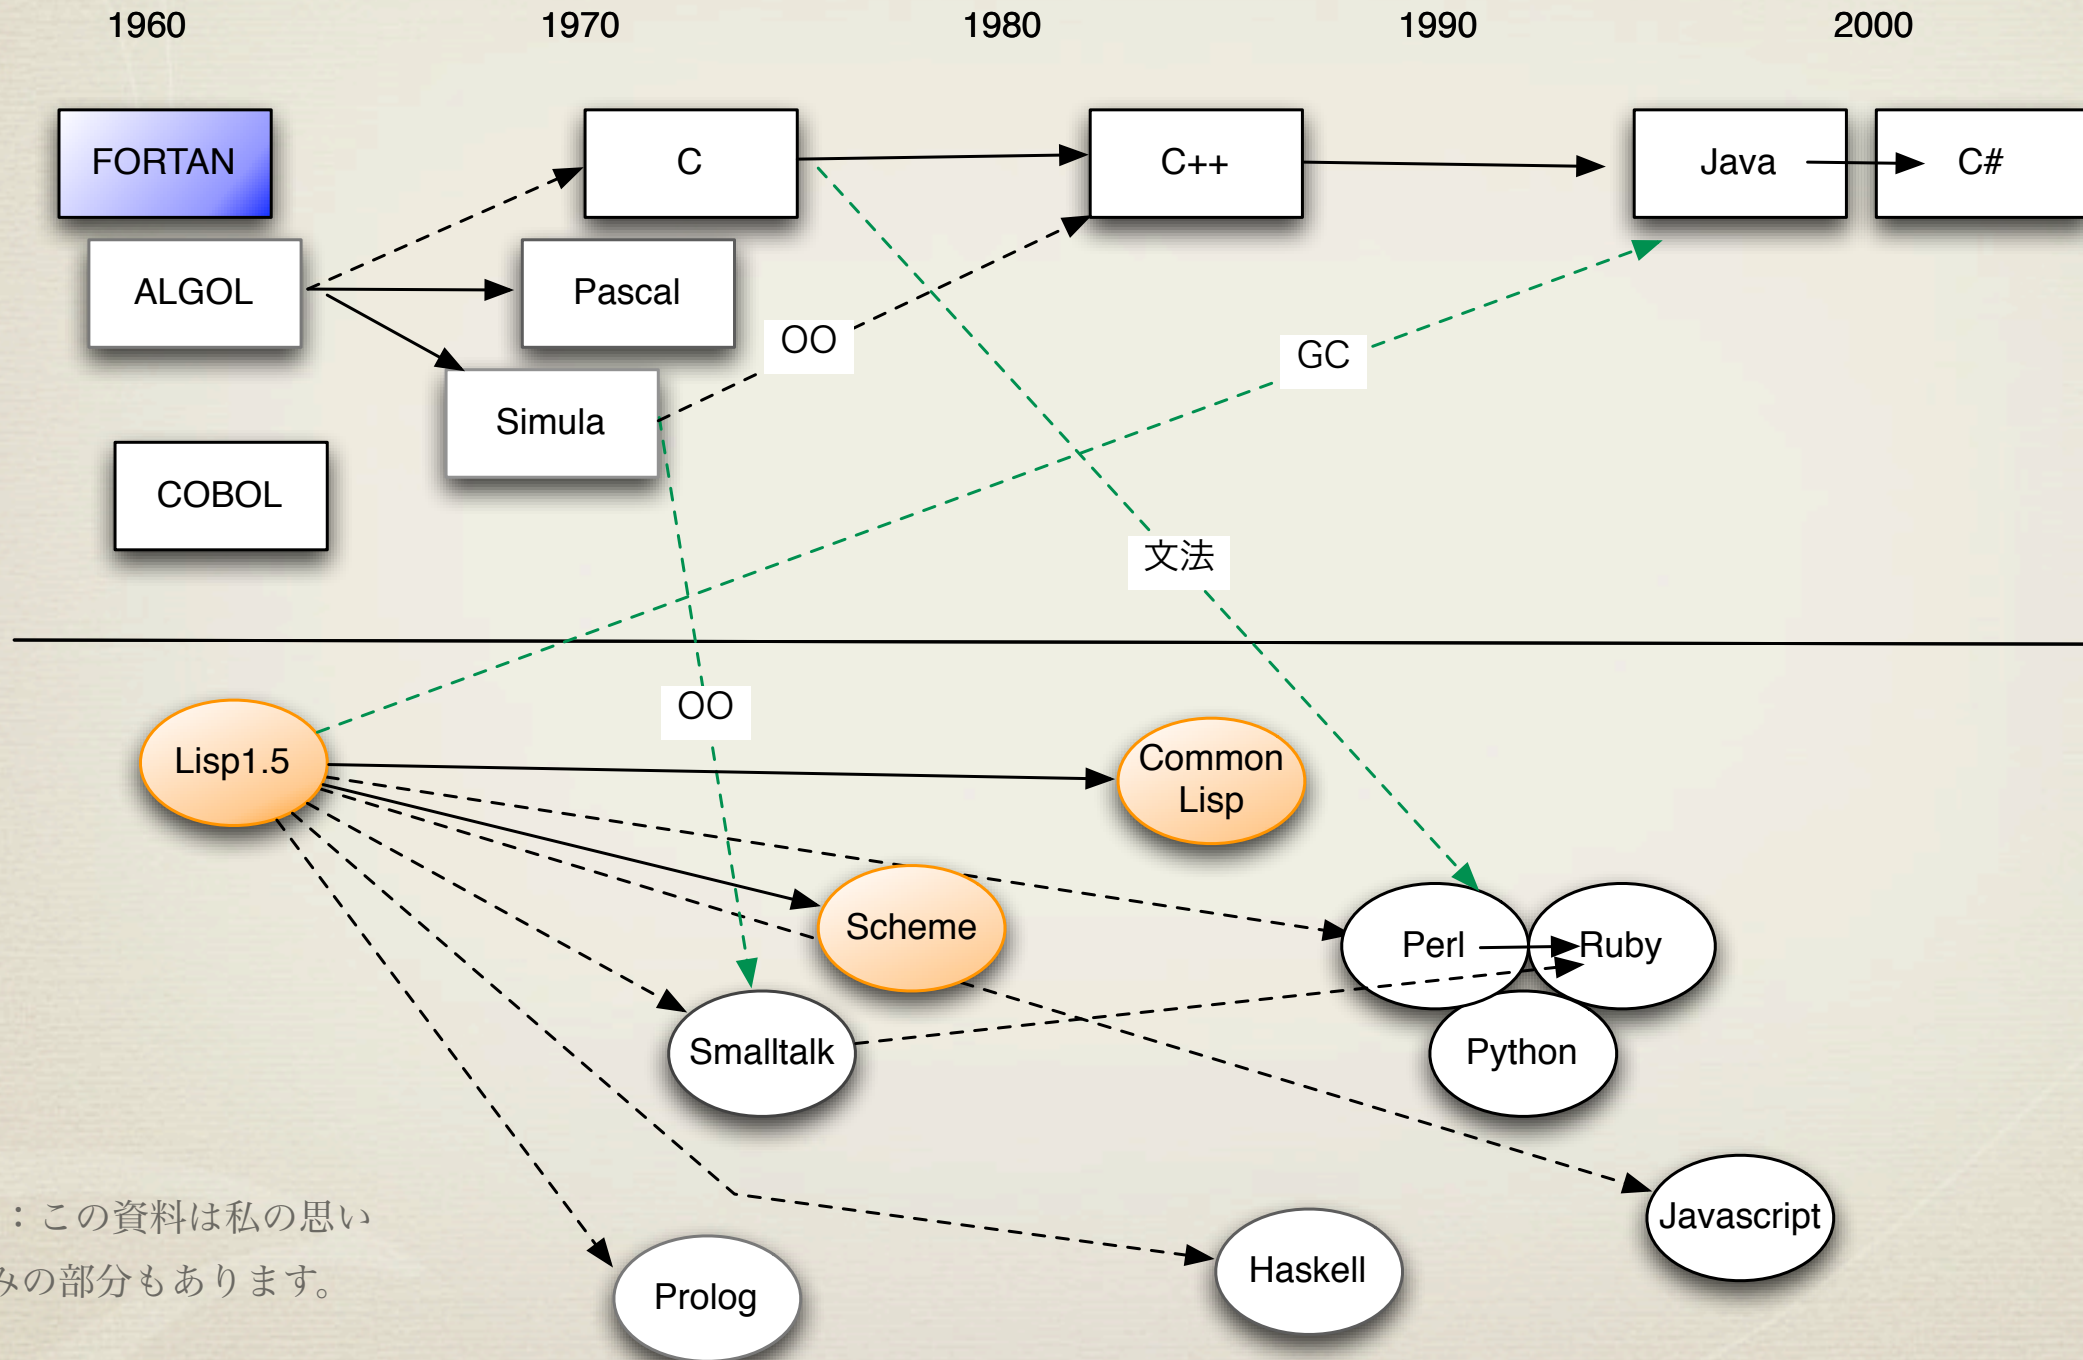 1960 1970 1980 1990 2000
FORTAN
C
C++
Java
C#
ALGOL
Pascal
OO
GC
Simula
COBOL
文法
OO
Lisp1.5
Common
Lisp
Scheme
Perl
Ruby
Smalltalk
Python
：この資料は私の思い
みの部分もあります。
Javascript
Haskell
Prolog